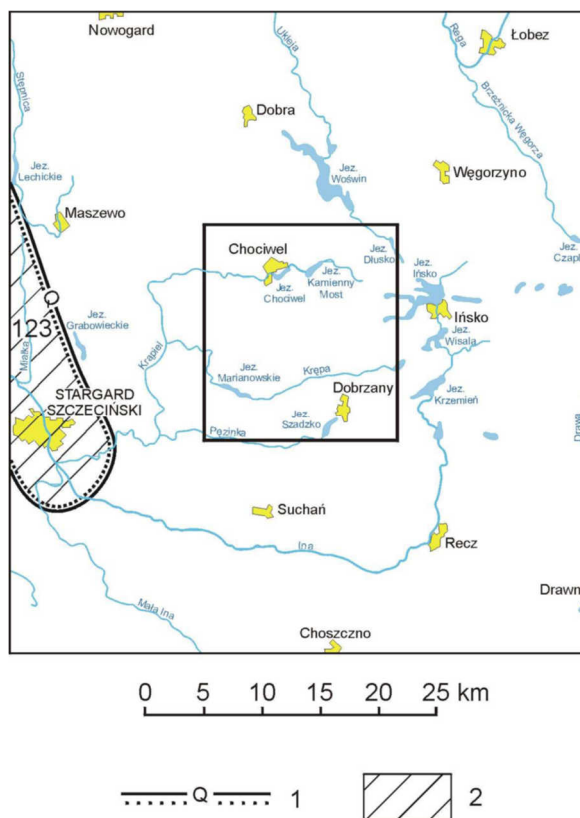 Nowogard
Stepnica
Ukleja
Rega
Łobez
Dobra
Brzeźnicka Węgorza
Jez.
Lechickie
Jez.
Woświn
Węgorzyno
Maszewo
Chociwel
Jez.
Dłusko
Jez.
Czapl
Jez.
Kamienny
Most
Jez.
Chociwel
Jez.
Ińsko
Ińsko
Q
123
Miałka
Jez.
Grabowieckie
Krąpiel
Jez.
Wisala
Jez.
Marianowskie
Krępa
Dobrzany
Jez.
Krzemień
STARGARD
SZCZECIŃSKI
Jez.
Szadzko
Pęzinka
Drawa
Suchań
Ina
Recz
Mała Ina
Drawn
Choszczno
0 5 10 15 20 25 km
Q 1 2